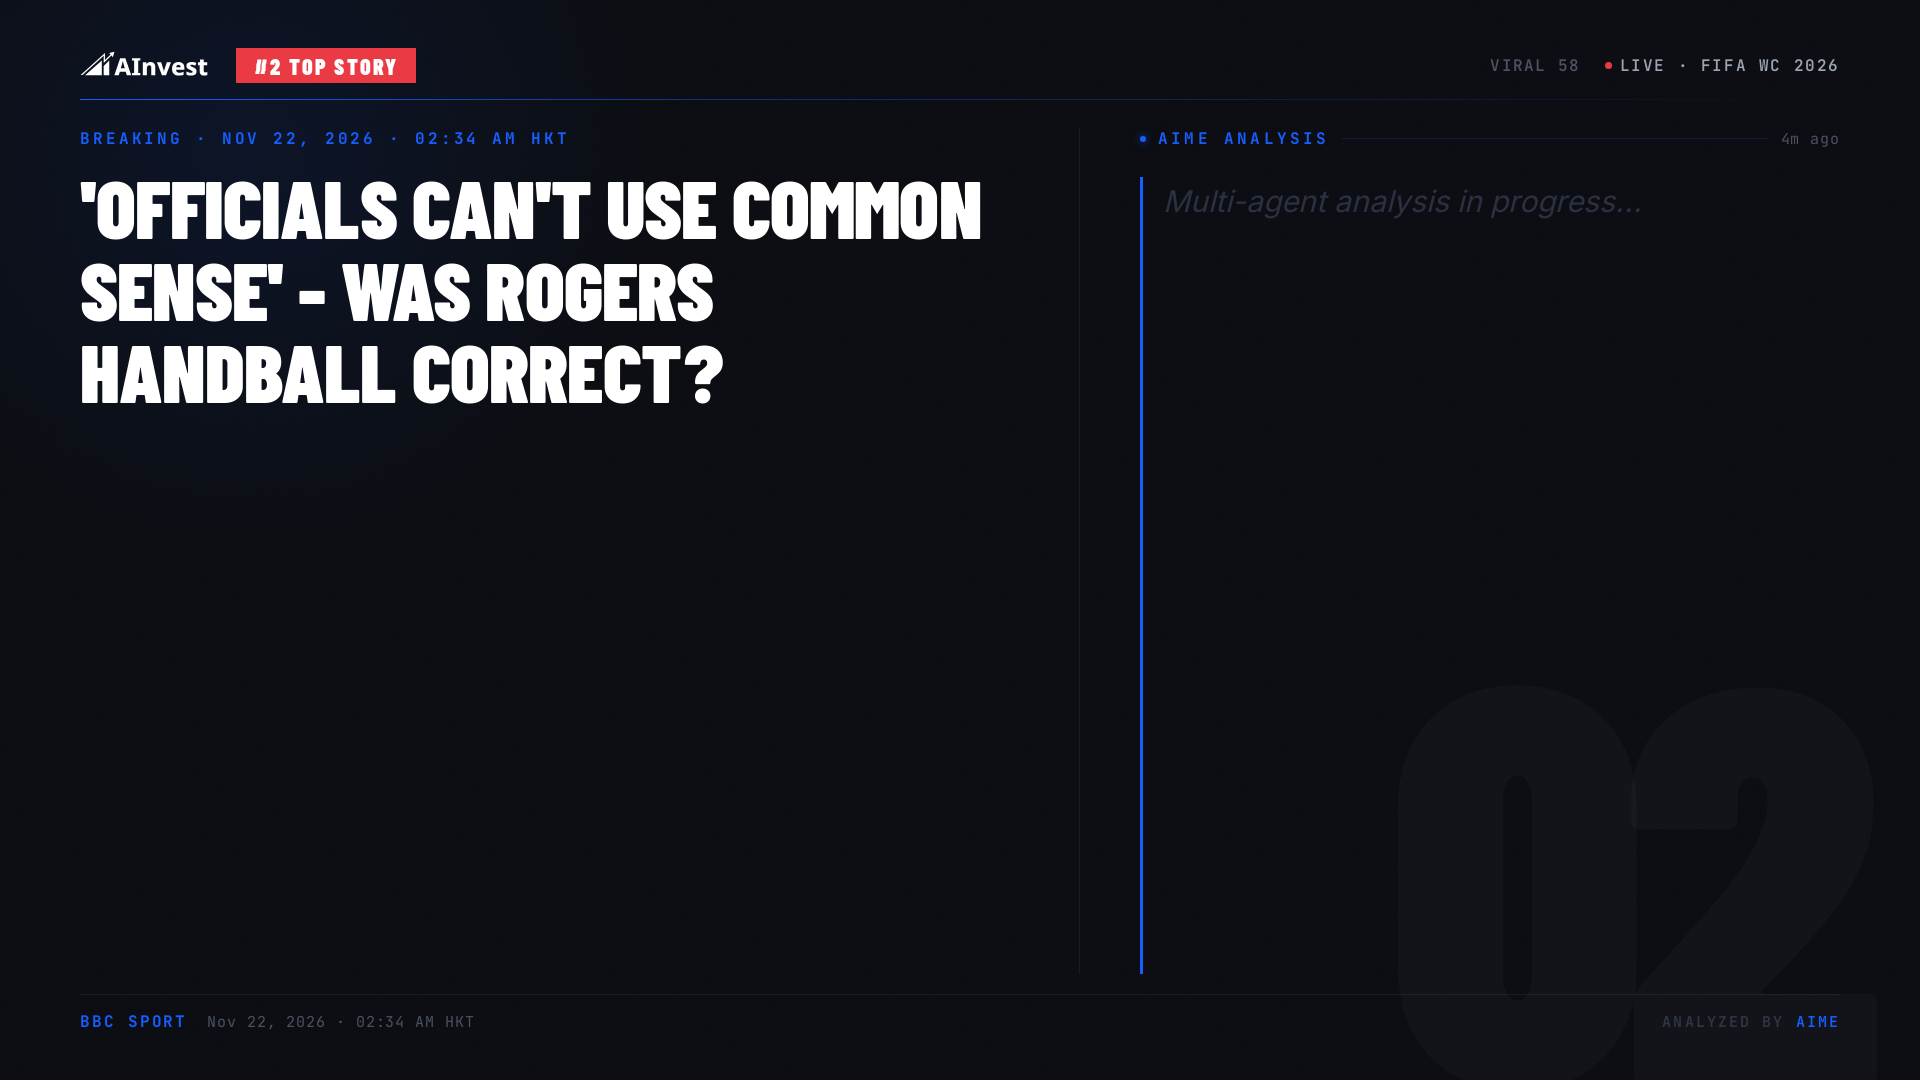 AInvest
#2 TOP STORY
VIRAL 58
LIVE · FIFA WC 2026
BREAKING · NOV 22, 2026 · 02:34 AM HKT
'OFFICIALS CAN'T USE COMMON
SENSE' - WAS ROGERS
HANDBALL CORRECT?
AIME ANALYSIS
4m ago
Multi-agent analysis in progress...
02
BBC SPORT
Nov 22, 2026 · 02:34 AM HKT
ANALYZED BY AIME